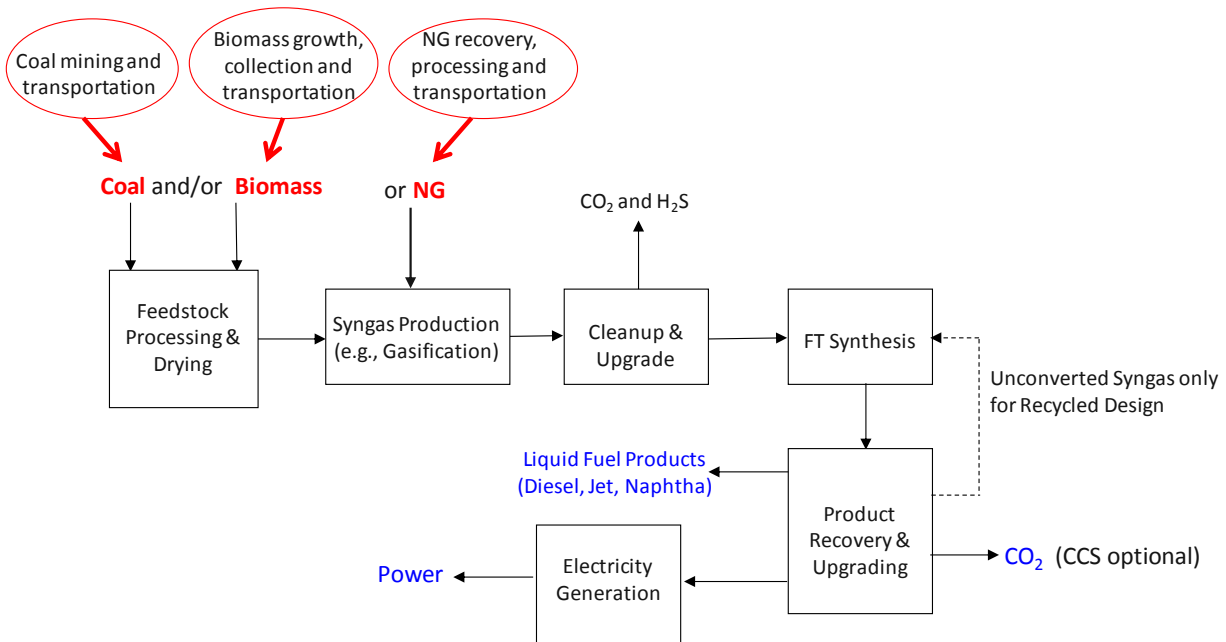 Coal mining and
transportation
Biomass growth,
collection and
transportation
NG recovery,
processing and
transportation
Coal and/or Biomass
or NG
CO₂ and H₂S
Feedstock
Processing &
Drying
Syngas Production
(e.g., Gasification)
Cleanup &
Upgrade
FT Synthesis
Unconverted Syngas only
for Recycled Design
Liquid Fuel Products
(Diesel, Jet, Naphtha)
Product
Recovery &
Upgrading
CO₂ (CCS optional)
Electricity
Generation
Power